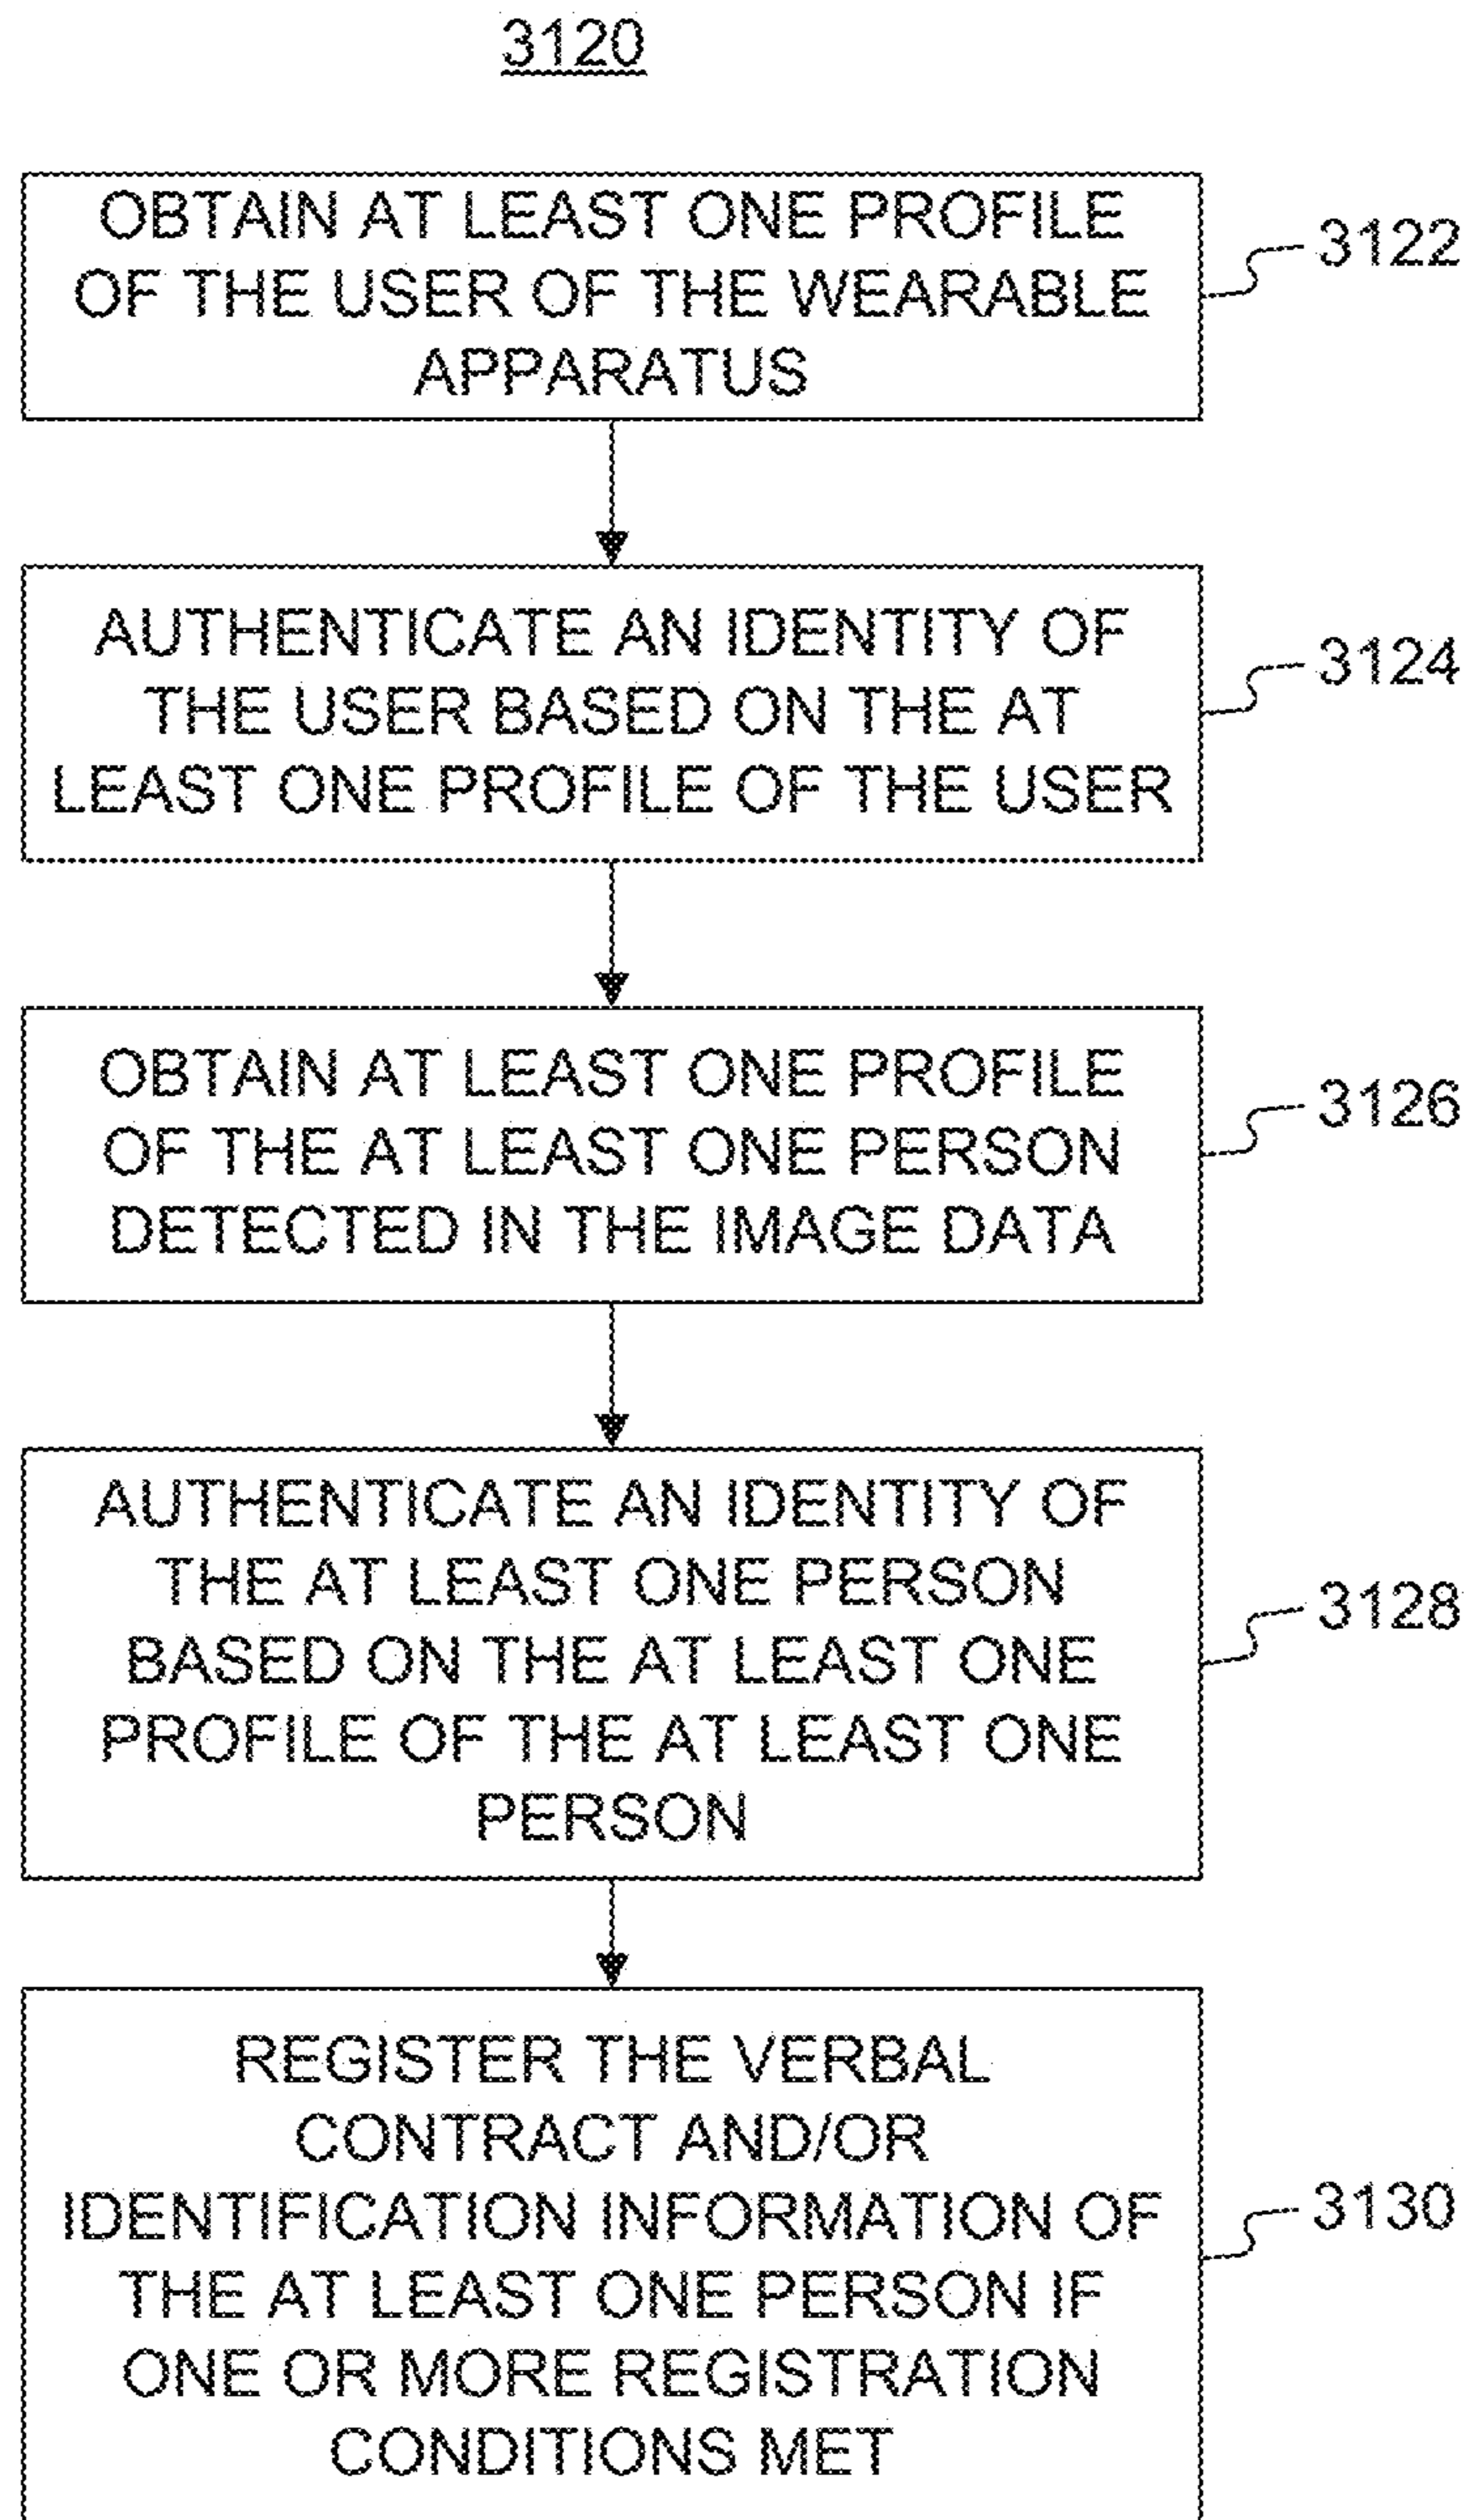 3120
OBTAIN AT LEAST ONE PROFILE
OF THE USER OF THE WEARABLE
APPARATUS
3122
AUTHENTICATE AN IDENTITY OF
THE USER BASED ON THE AT
LEAST ONE PROFILE OF THE USER
3124
OBTAIN AT LEAST ONE PROFILE
OF THE AT LEAST ONE PERSON
DETECTED IN THE IMAGE DATA
3126
AUTHENTICATE AN IDENTITY OF
THE AT LEAST ONE PERSON
BASED ON THE AT LEAST ONE
PROFILE OF THE AT LEAST ONE
PERSON
3128
REGISTER THE VERBAL
CONTRACT AND/OR
IDENTIFICATION INFORMATION OF
THE AT LEAST ONE PERSON IF
ONE OR MORE REGISTRATION
CONDITIONS MET
3130